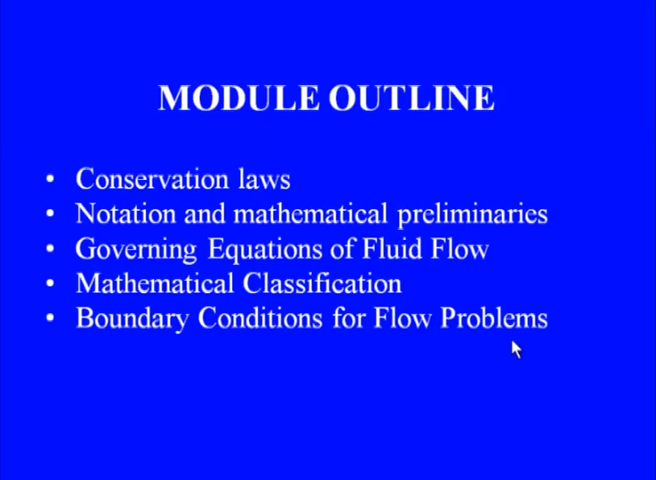 MODULE OUTLINE
• Conservation laws
• Notation and mathematical preliminaries
• Governing Equations of Fluid Flow
• Mathematical Classification
• Boundary Conditions for Flow Problems